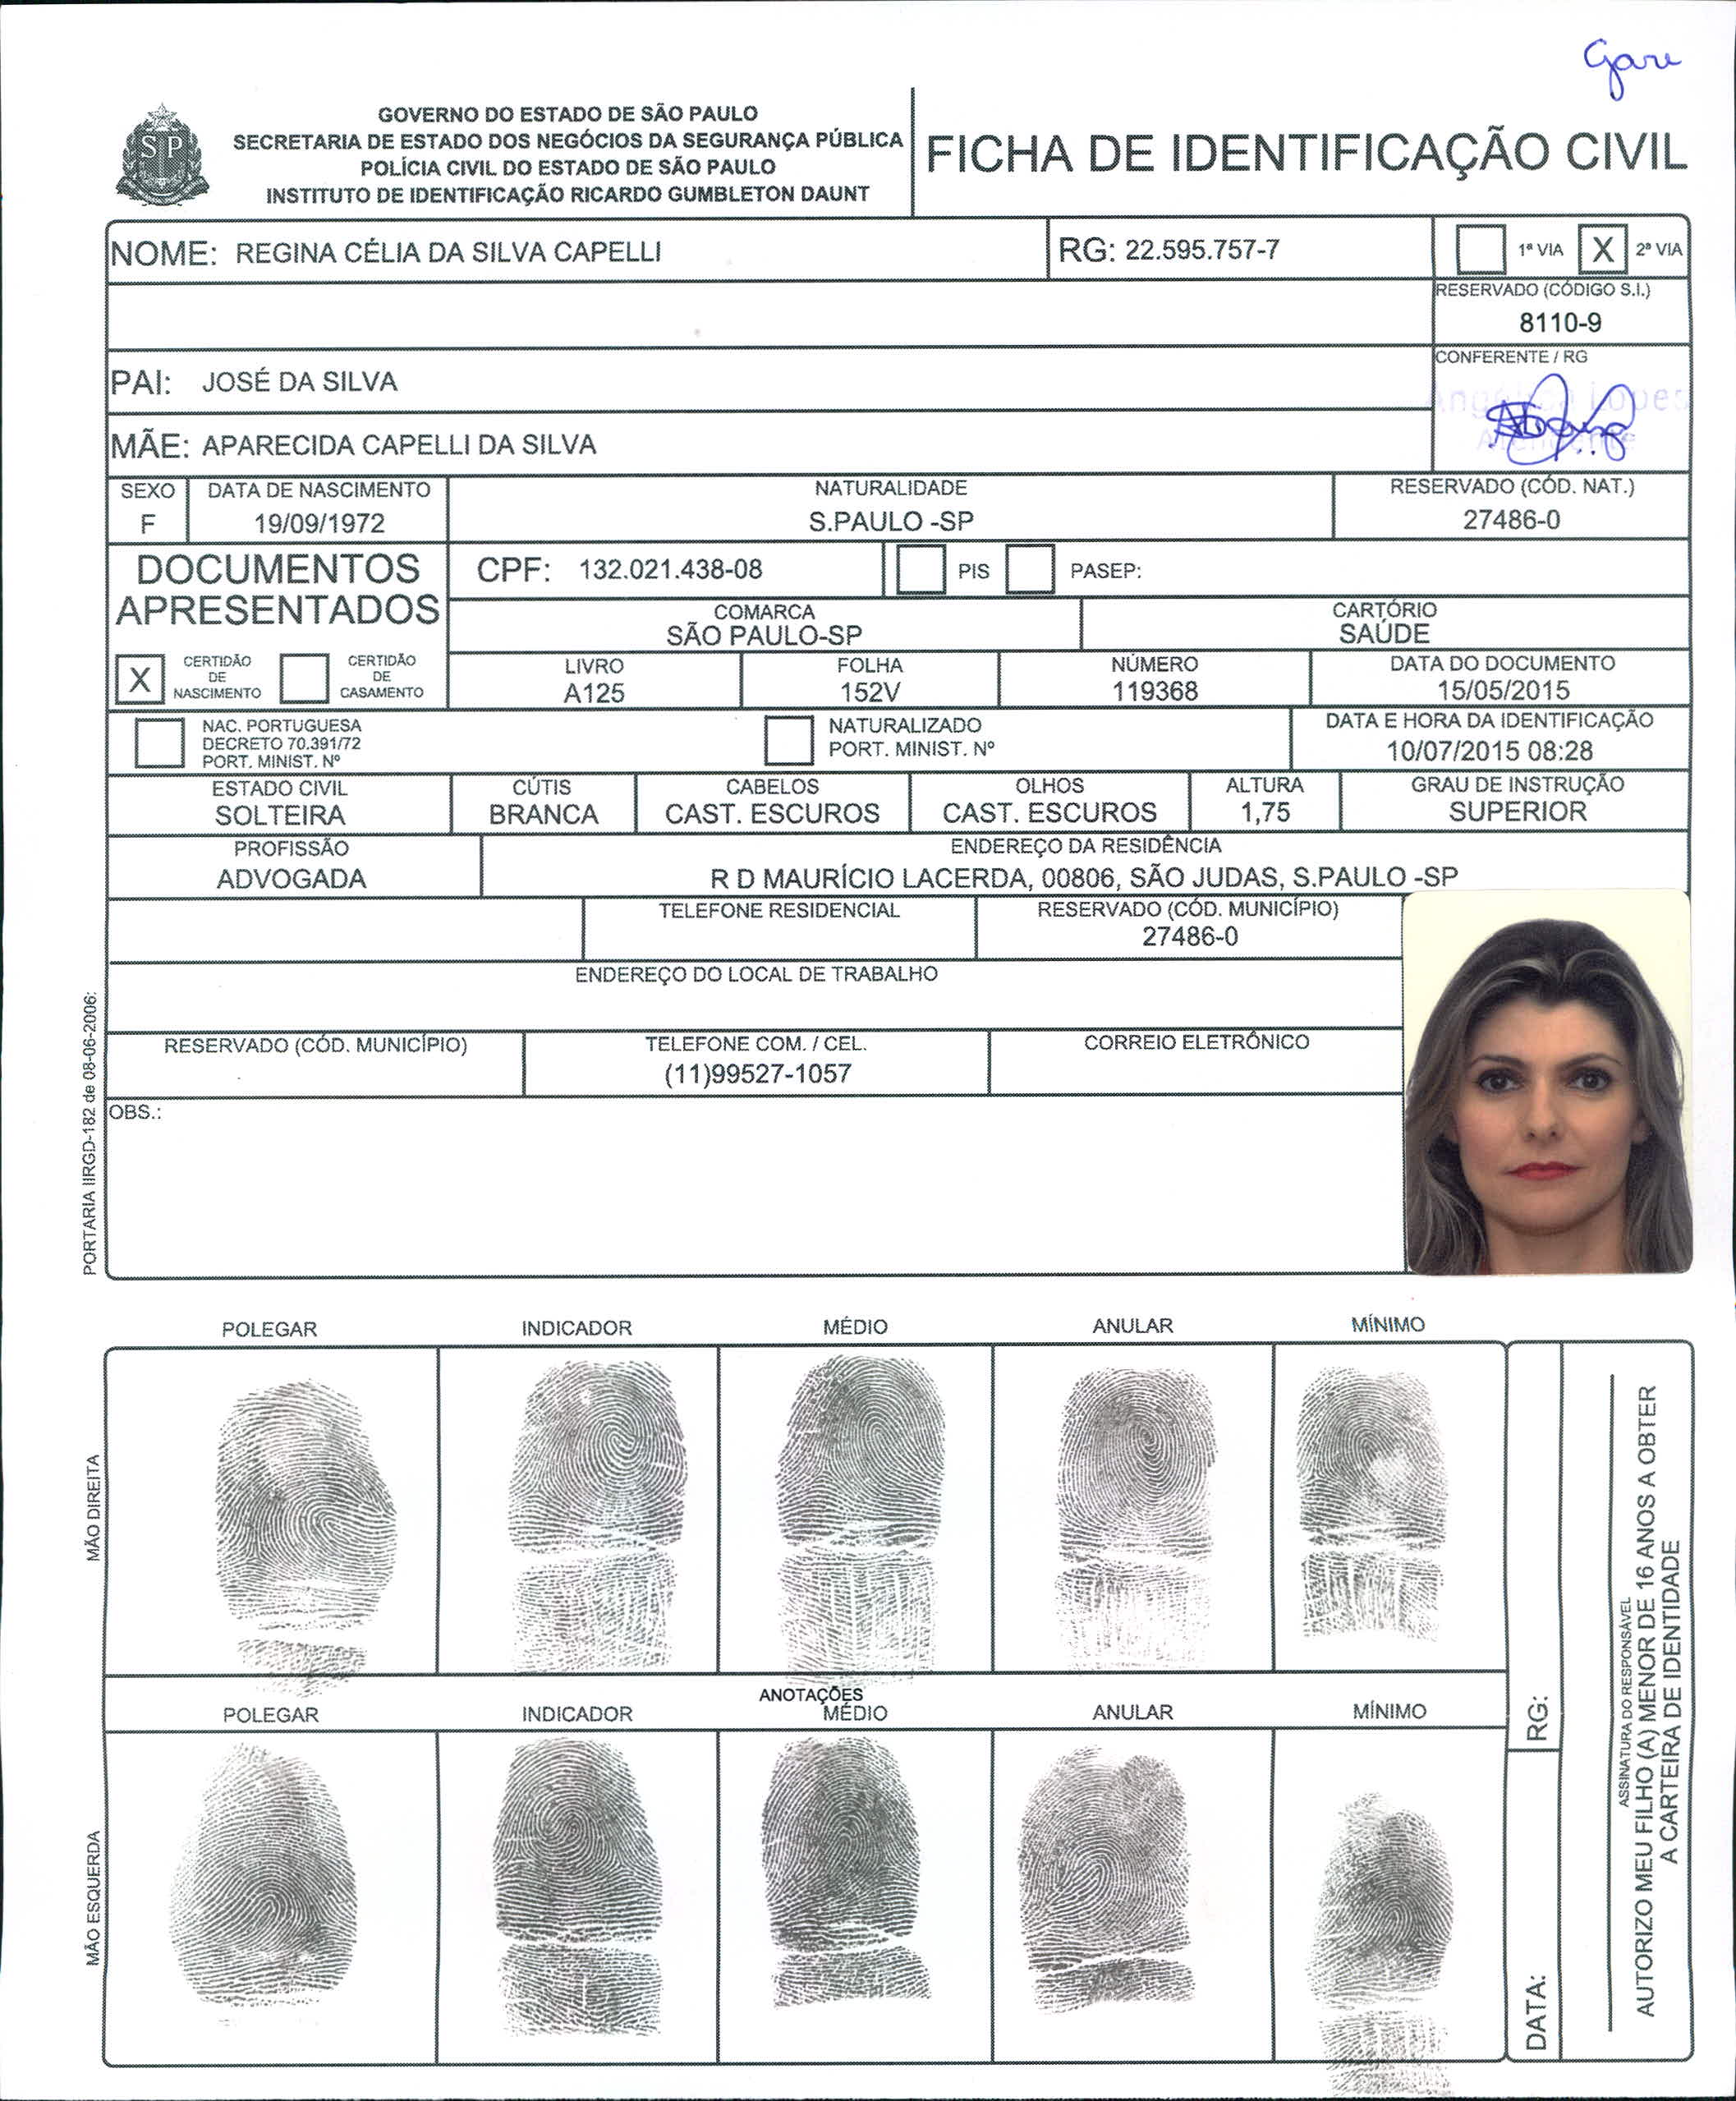 Gare
GOVERNO DO ESTADO DE SÃO PAULO
SECRETARIA DE ESTADO DOS NEGÓCIOS DA SEGURANÇA PÚBLICA
POLÍCIA CIVIL DO ESTADO DE SÃO PAULO
INSTITUTO DE IDENTIFICAÇÃO RICARDO GUMBLETON DAUNT
SP
FICHA DE IDENTIFICAÇÃO CIVIL
NOME: REGINA CÉLIA DA SILVA CAPELLI
RG: 22.595.757-7
1ª VIA X 2ª VIA
RESERVADO (CÓDIGO S.I.)
8110-9
PAI: JOSÉ DA SILVA
CONFERENTE / RG
MÃE: APARECIDA CAPELLI DA SILVA
SEXO
F
DATA DE NASCIMENTO
19/09/1972
NATURALIDADE
S.PAULO -SP
RESERVADO (CÓD. NAT.)
27486-0
DOCUMENTOS
APRESENTADOS
CPF: 132.021.438-08
PIS
PASEP:
COMARCA
SÃO PAULO-SP
CARTÓRIO
SAÚDE
X
CERTIDÃO
DE
NASCIMENTO
CERTIDÃO
DE
CASAMENTO
LIVRO
A125
FOLHA
152V
NÚMERO
119368
DATA DO DOCUMENTO
15/05/2015
NAC. PORTUGUESA
DECRETO 70.391/72
PORT. MINIST. Nº
NATURALIZADO
PORT. MINIST. Nº
DATA E HORA DA IDENTIFICAÇÃO
10/07/2015 08:28
ESTADO CIVIL
SOLTEIRA
CÚTIS
BRANCA
CABELOS
CAST. ESCUROS
OLHOS
CAST. ESCUROS
ALTURA
1,75
GRAU DE INSTRUÇÃO
SUPERIOR
PROFISSÃO
ADVOGADA
ENDEREÇO DA RESIDÊNCIA
R D MAURÍCIO LACERDA, 00806, SÃO JUDAS, S.PAULO -SP
TELEFONE RESIDENCIAL
RESERVADO (CÓD. MUNICÍPIO)
27486-0
ENDEREÇO DO LOCAL DE TRABALHO
RESERVADO (CÓD. MUNICÍPIO)
TELEFONE COM. / CEL.
(11)99527-1057
CORREIO ELETRÔNICO
OBS.:
PORTARIA IIRGD-182 de 08-06-2006:
POLEGAR INDICADOR MÉDIO ANULAR MÍNIMO
MÃO DIREITA
ANOTAÇÕES
POLEGAR INDICADOR MÉDIO ANULAR MÍNIMO
MÃO ESQUERDA
RG:
DATA:
ASSINATURA DO RESPONSÁVEL
AUTORIZO MEU FILHO (A) MENOR DE 16 ANOS A OBTER
A CARTEIRA DE IDENTIDADE